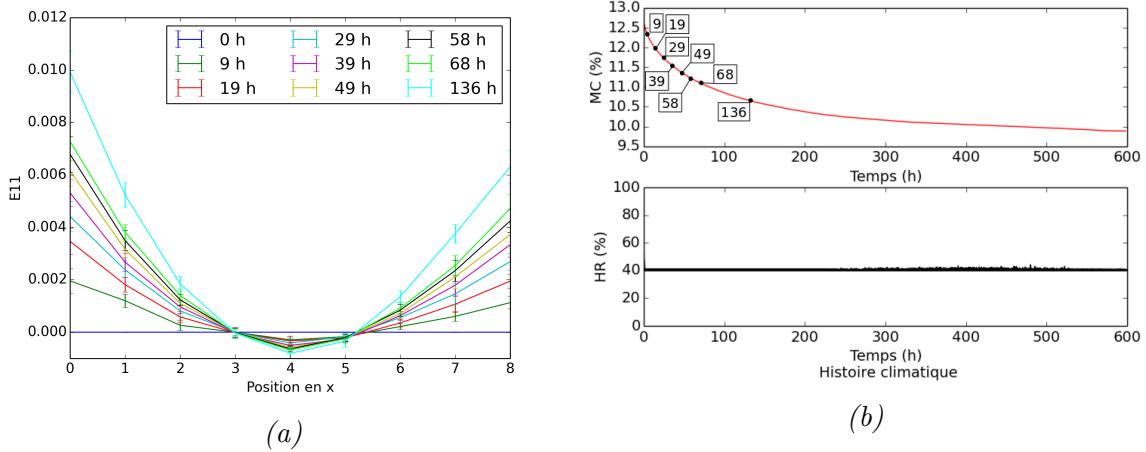 0.012
0.010
0.008
0.006
0.004
0.002
0.000
E11
0 h 29 h 58 h
9 h 39 h 68 h
19 h 49 h 136 h
0 1 2 3 4 5 6 7 8
Position en x
(a)
13.0
12.5
12.0
11.5
11.0
10.5
10.0
9.5
MC (%)
9 19
29 49
39 68
58
136
0 100 200 300 400 500 600
Temps (h)
100
80
60
40
20
0
HR (%)
0 100 200 300 400 500 600
Temps (h)
Histoire climatique
(b)